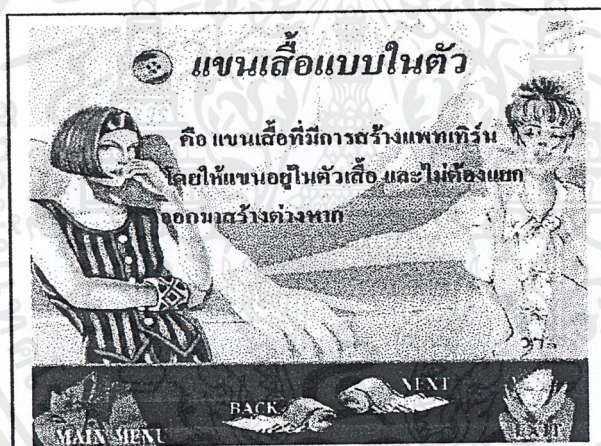 แขนเสื้อแบบในตัว
คือ แขนเสื้อที่มีการสร้างแพทเทิร์น
โดยให้แขนอยู่ในตัวเสื้อ และไม่ต้องแยก
ออกมาสร้างต่างหาก
NEXT
BACK
MAIN MENU
EXIT